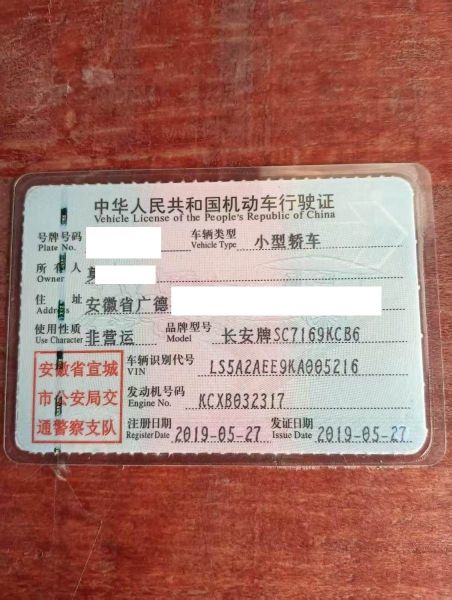 中华人民共和国机动车行驶证
Vehicle License of the People's Republic of China
号牌号码 车辆类型 小型轿车
Plate No. Vehicle Type
所有人
Owner
住址 安徽省广德
Address
使用性质 非营运 品牌型号 长安牌SC7169KCB6
Use Character Model
安徽省宣城 车辆识别代号 LS5A2AEE9KA005216
VIN
市公安局交 发动机号码 KCXB032317
Engine No.
通警察支队 注册日期 2019-05-27 发证日期 2019-05-27
Register Date Issue Date